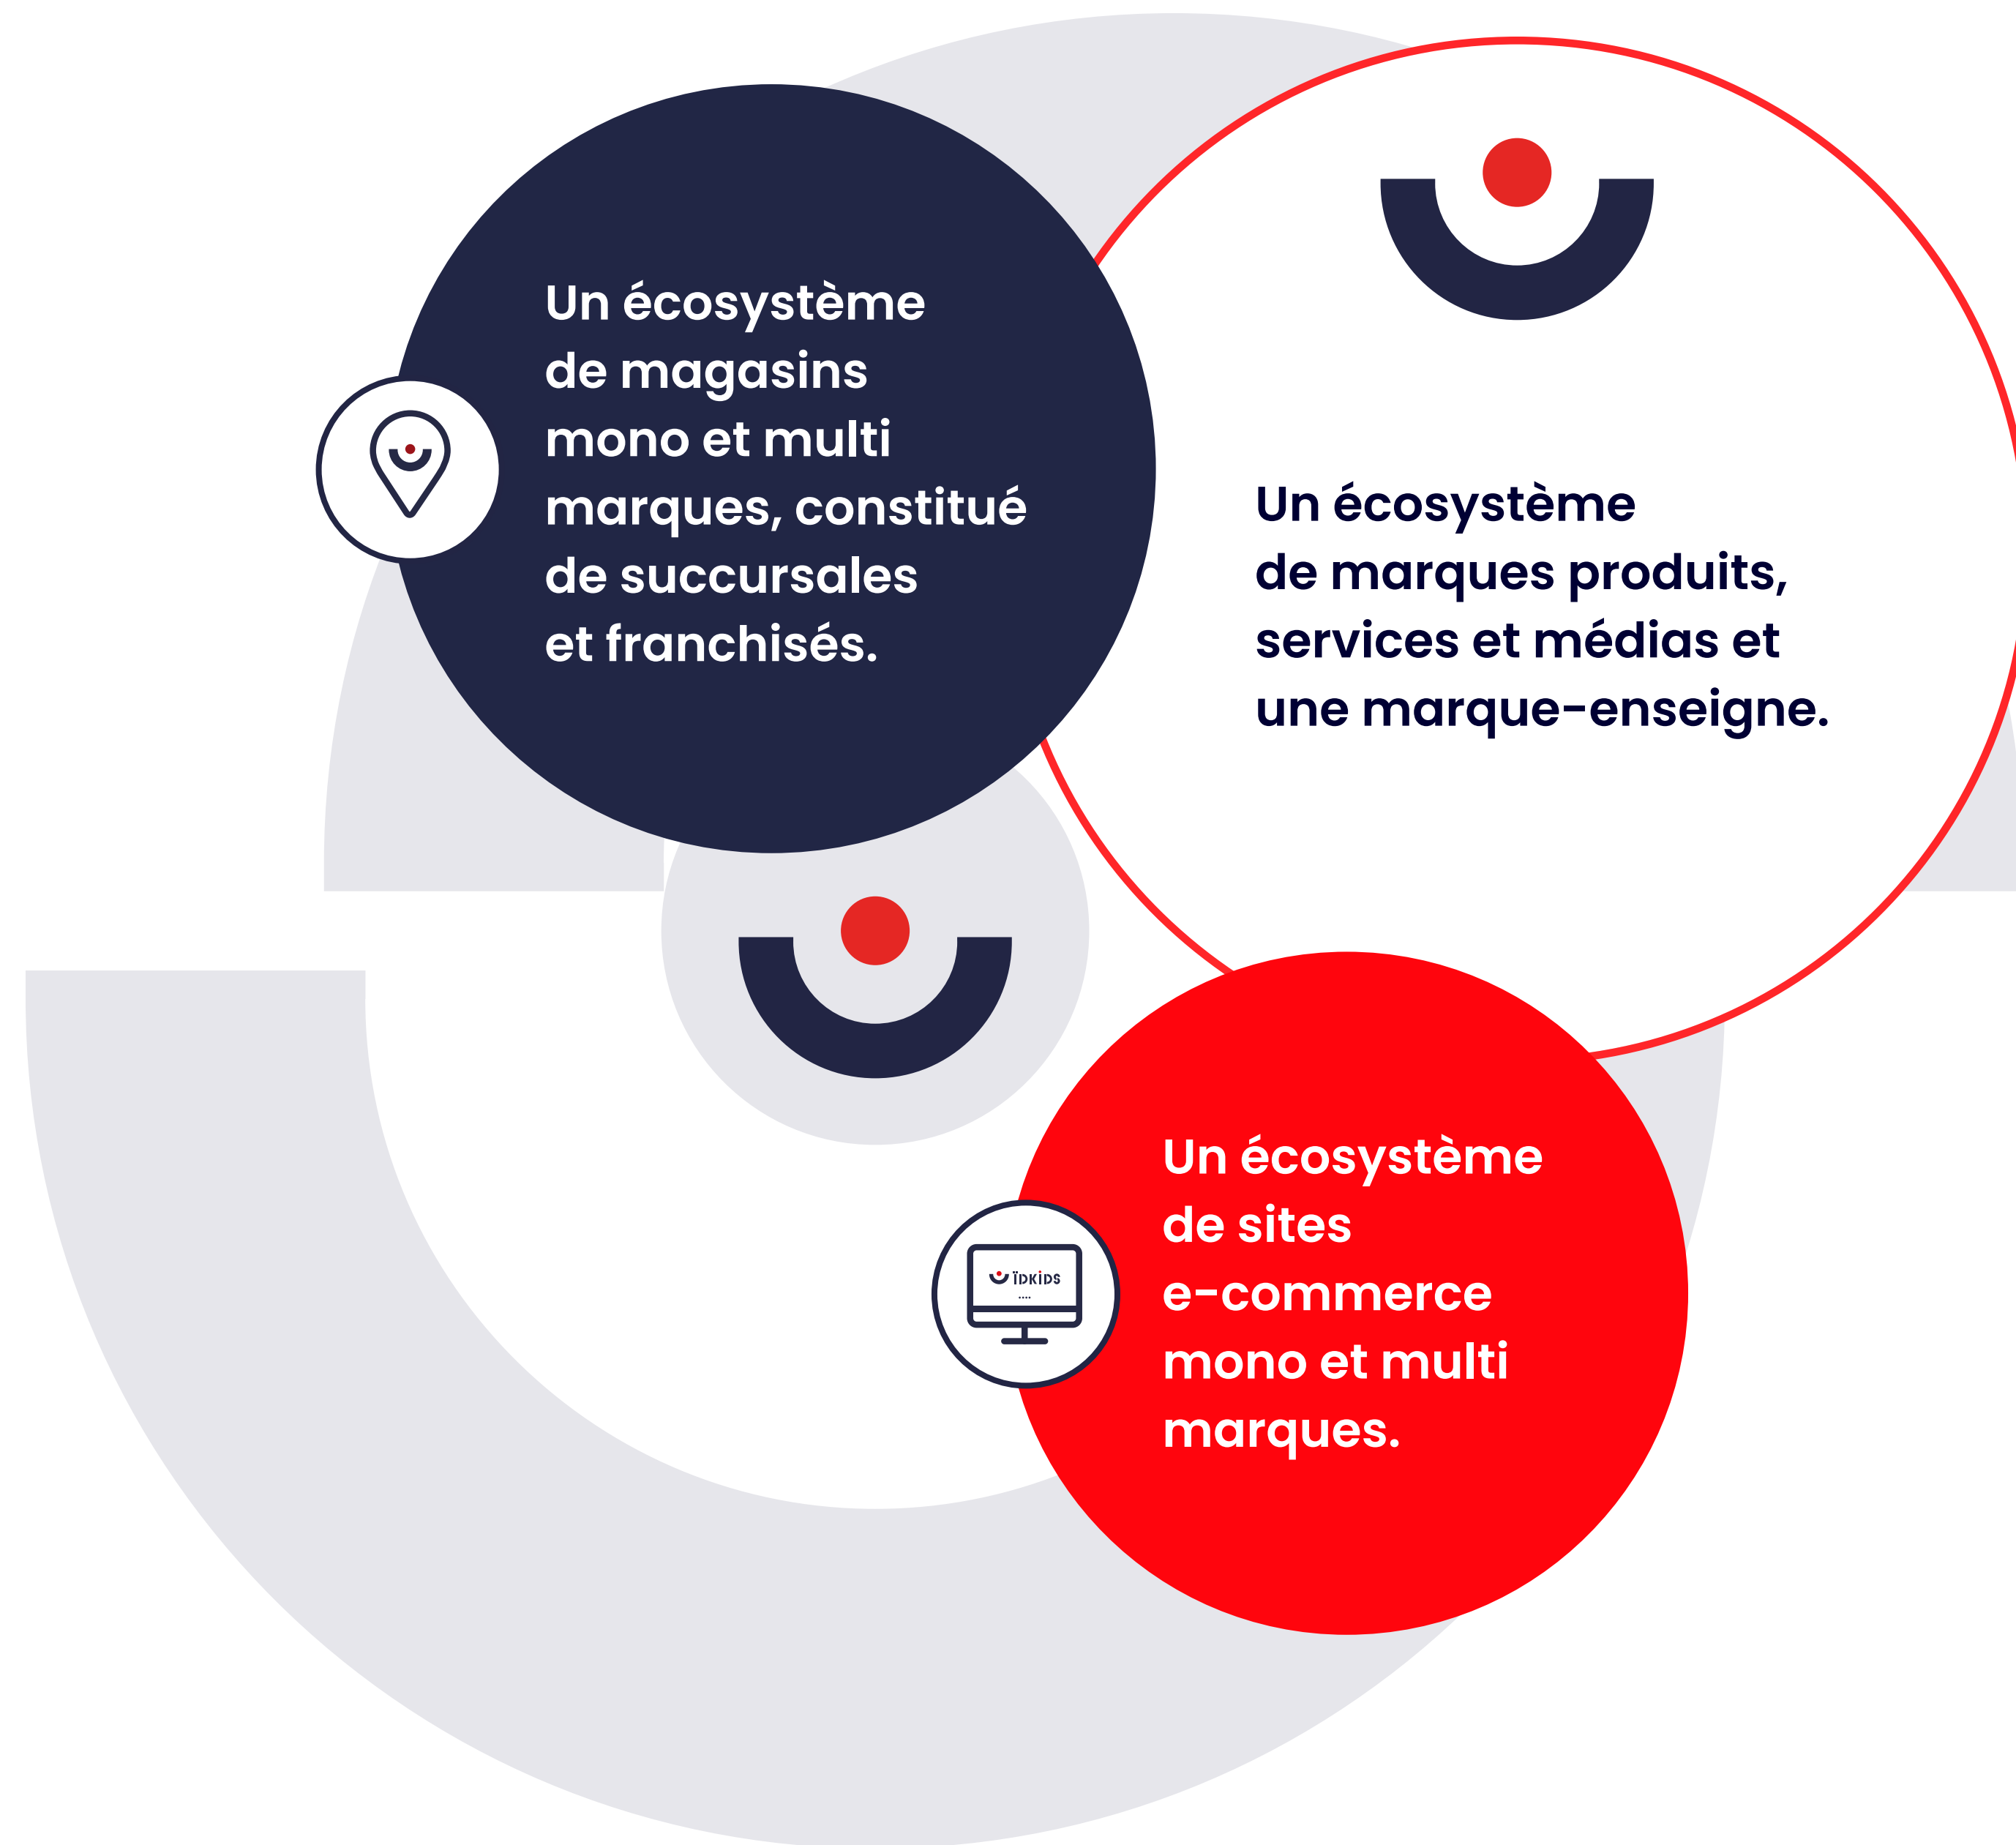 Un écosystème
de magasins
mono et multi
marques, constitué
de succursales
et franchisés.
Un écosystème
de marques produits,
services et médias et
une marque-enseigne.
Un écosystème
de sites
e-commerce
mono et multi
marques.
ÏDKIDS